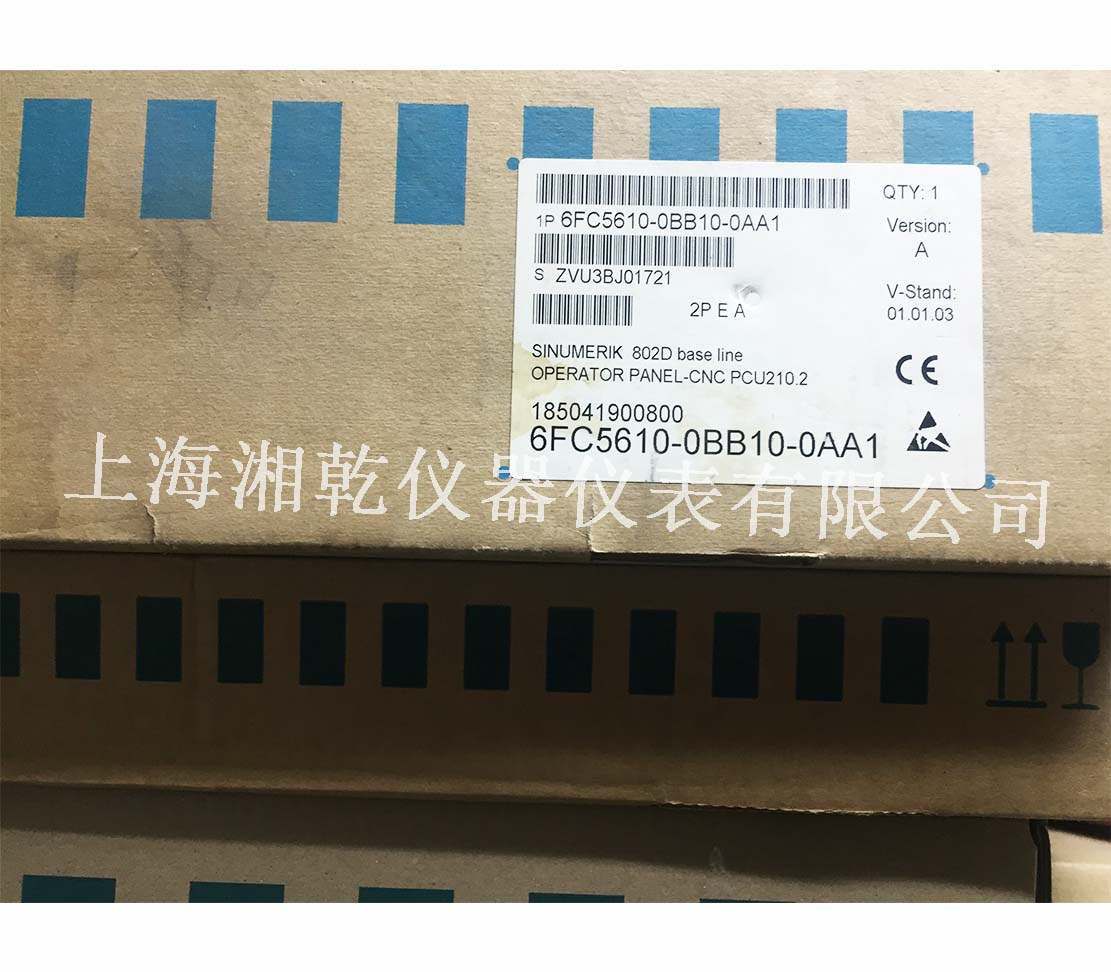 QTY: 1
1P 6FC5610-0BB10-0AA1
Version:
A
S ZVU3BJ01721
V-Stand:
01.01.03
2P E A
SINUMERIK 802D base line
OPERATOR PANEL-CNC PCU210.2
CE
185041900800
6FC5610-0BB10-0AA1
上海湘乾仪器仪表有限公司